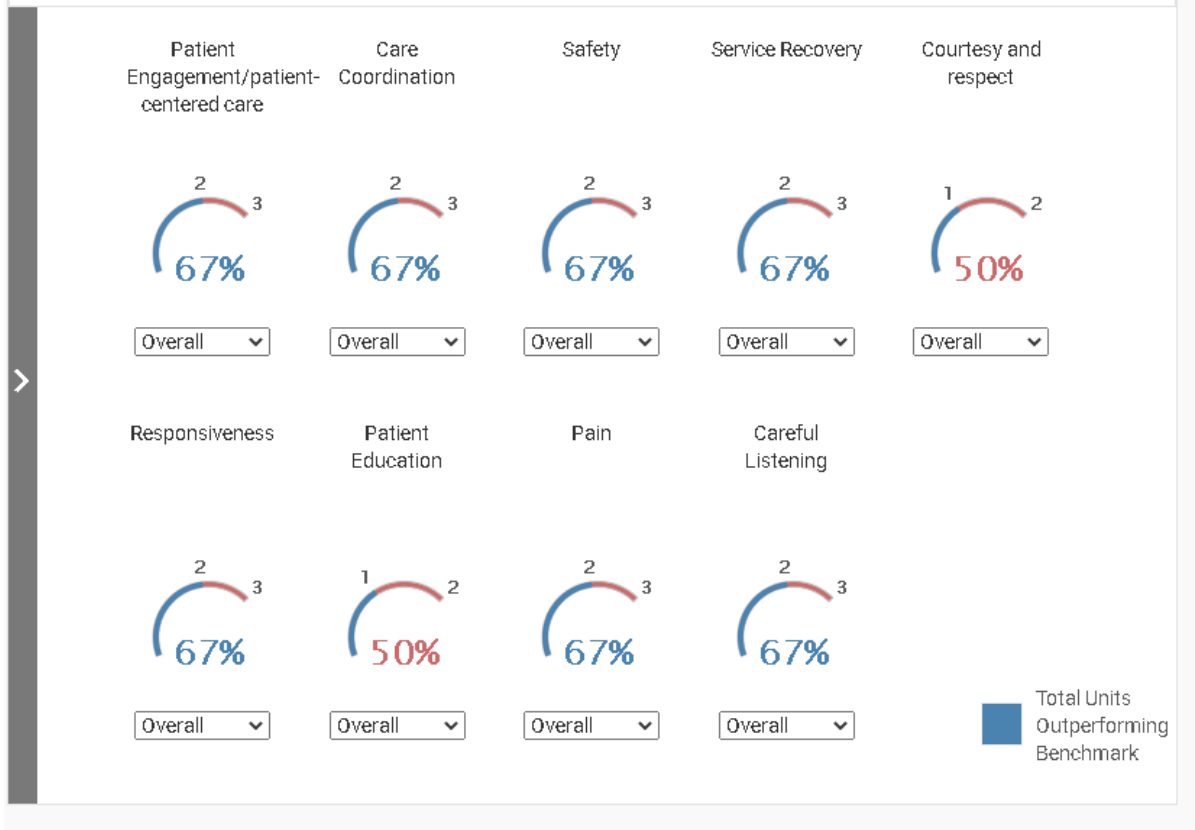 Patient
Engagement/patient-
centered care
Care
Coordination
Safety
Service Recovery
Courtesy and
respect
2
3
67%
2
3
67%
2
3
67%
2
3
67%
1
2
50%
Overall
Overall
Overall
Overall
Overall
Responsiveness
Patient
Education
Pain
Careful
Listening
2
3
67%
1
2
50%
2
3
67%
2
3
67%
Overall
Overall
Overall
Overall
Total Units
Outperforming
Benchmark